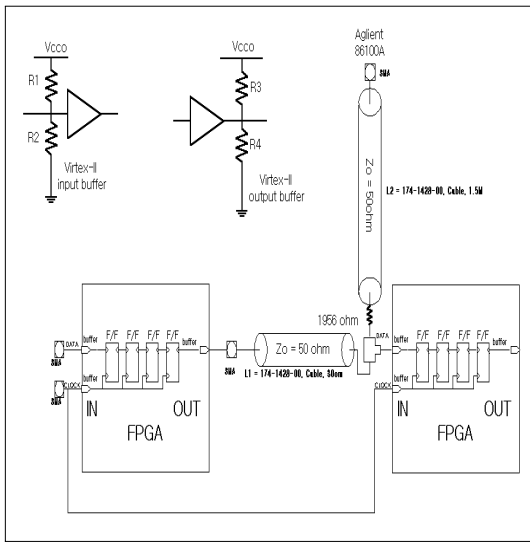 Vcco
R1
R2
Virtex-II
input buffer
Vcco
R3
R4
Virtex-II
output buffer
Aglient
86100A
SMA
Zo = 50ohm
L2 = 174-1428-00, Cuble, 1.5M
1956 ohm
F/F F/F F/F F/F
buffer
buffer
DATA
SMA
buffer
CLOCK
SMA
IN OUT
FPGA
SMA
Zo = 50 ohm
L1 = 174-1428-00, Cuble, 30cm
F/F F/F F/F F/F
DATA
buffer
buffer
CLOCK
buffer
IN OUT
FPGA